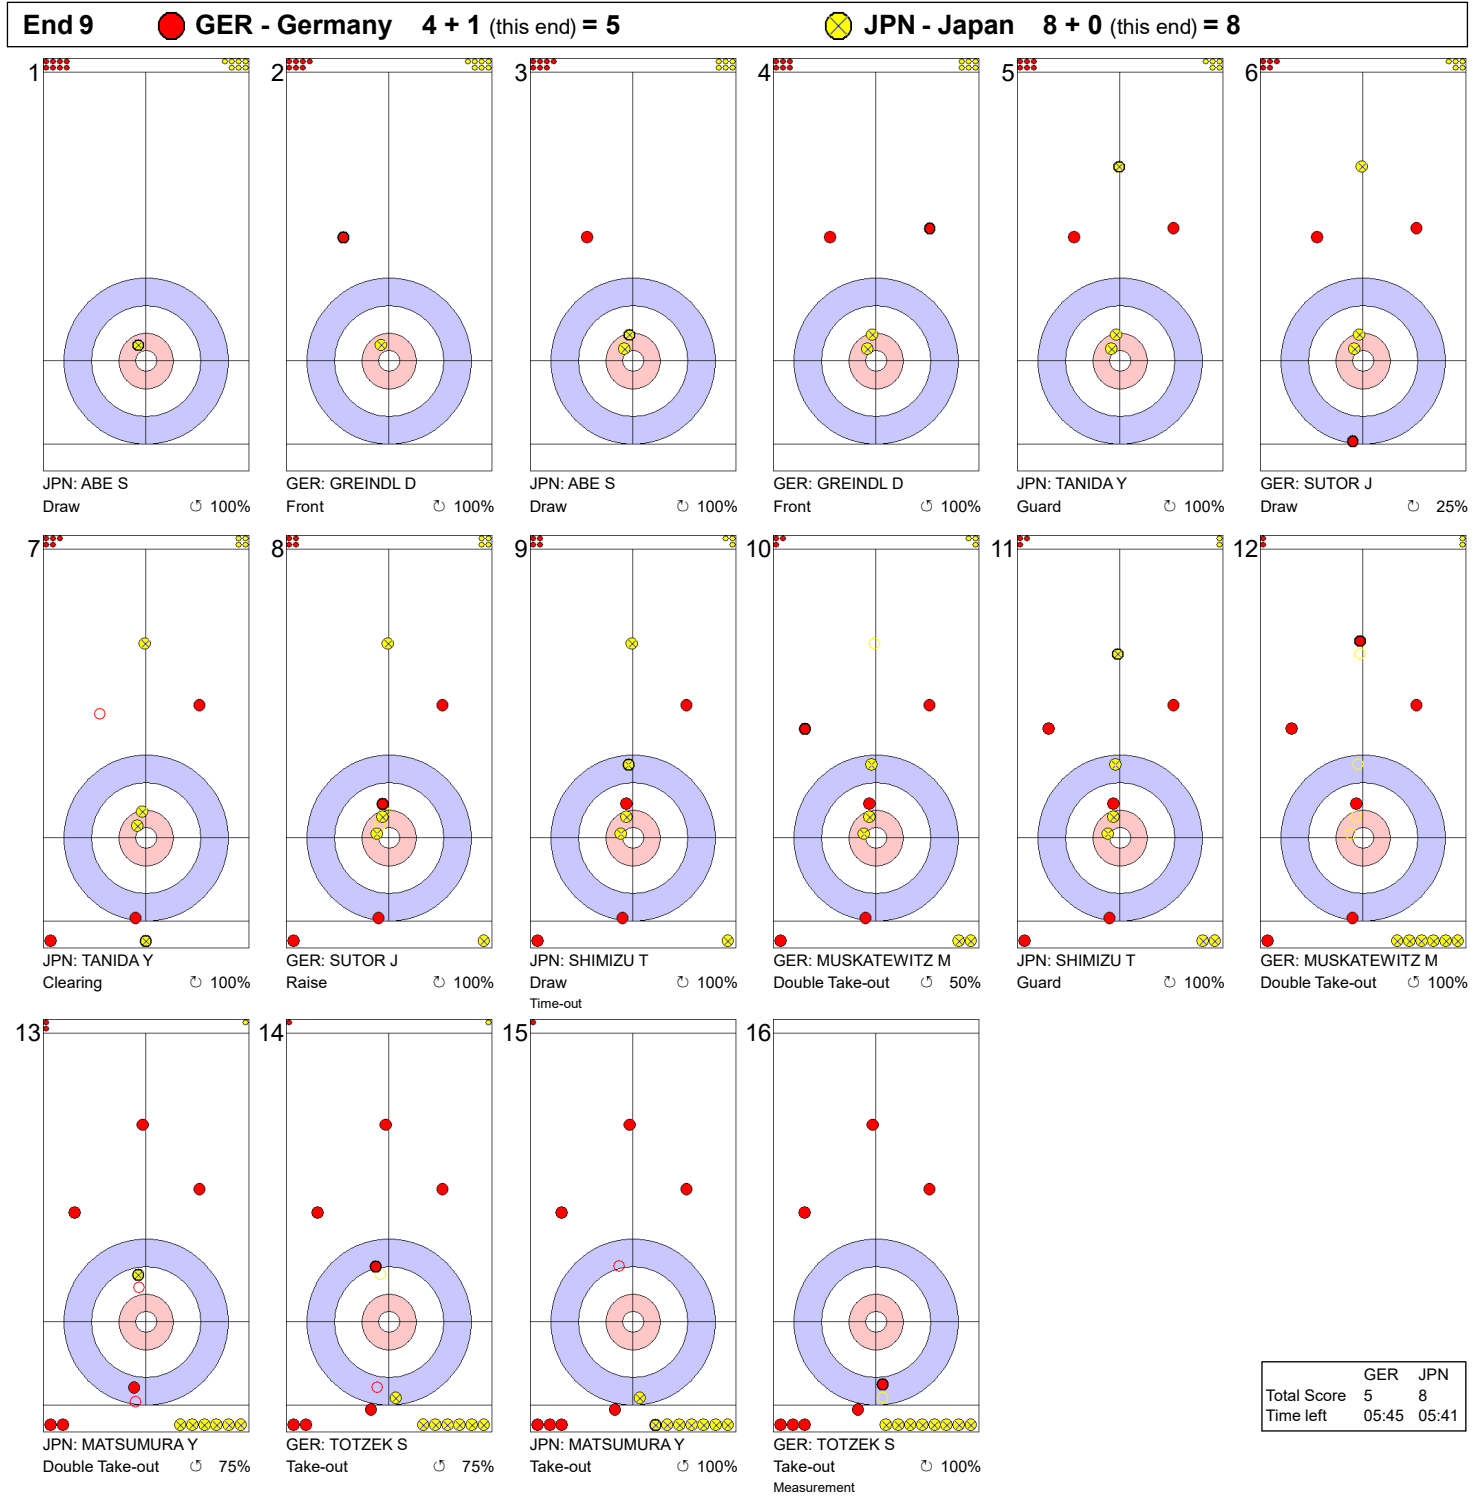 End 9 GER - Germany 4 + 1 (this end) = 5 JPN - Japan 8 + 0 (this end) = 8
1 2 3 4 5 6
JPN: ABE S GER: GREINDL D JPN: ABE S GER: GREINDL D JPN: TANIDA Y GER: SUTOR J
Draw ↺ 100% Front ↻ 100% Draw ↻ 100% Front ↻ 100% Guard ↻ 100% Draw ↻ 25%
7 8 9 10 11 12
JPN: TANIDA Y GER: SUTOR J JPN: SHIMIZU T GER: MUSKATEWITZ M JPN: SHIMIZU T GER: MUSKATEWITZ M
Clearing ↻ 100% Raise ↻ 100% Draw ↻ 100% Double Take-out ↺ 50% Guard ↻ 100% Double Take-out ↻ 100%
Time-out
13 14 15 16
JPN: MATSUMURA Y GER: TOTZEK S JPN: MATSUMURA Y GER: TOTZEK S
Double Take-out ↺ 75% Take-out ↺ 75% Take-out ↺ 100% Take-out ↻ 100%
Measurement
GER JPN
Total Score 5 8
Time left 05:45 05:41